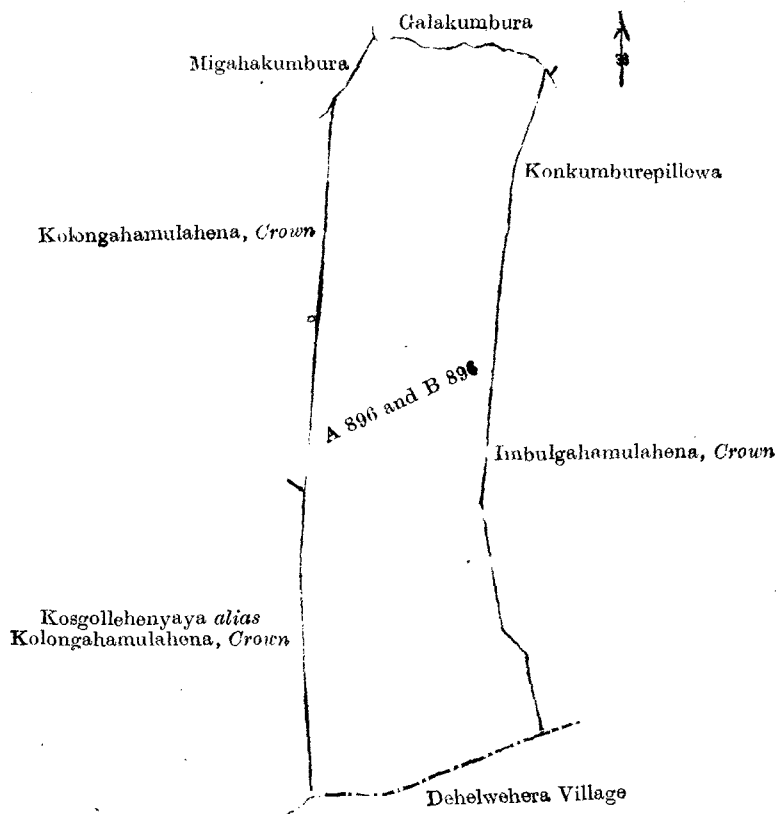 Galakumbura
Migahakumbura
Konkumburepillowa
Kolongahamulahena, Crown
A 896 and B 896
Imbulgahamulahena, Crown
Kosgollehenyaya alias
Kolongahamulahena, Crown
Dehelwehera Village